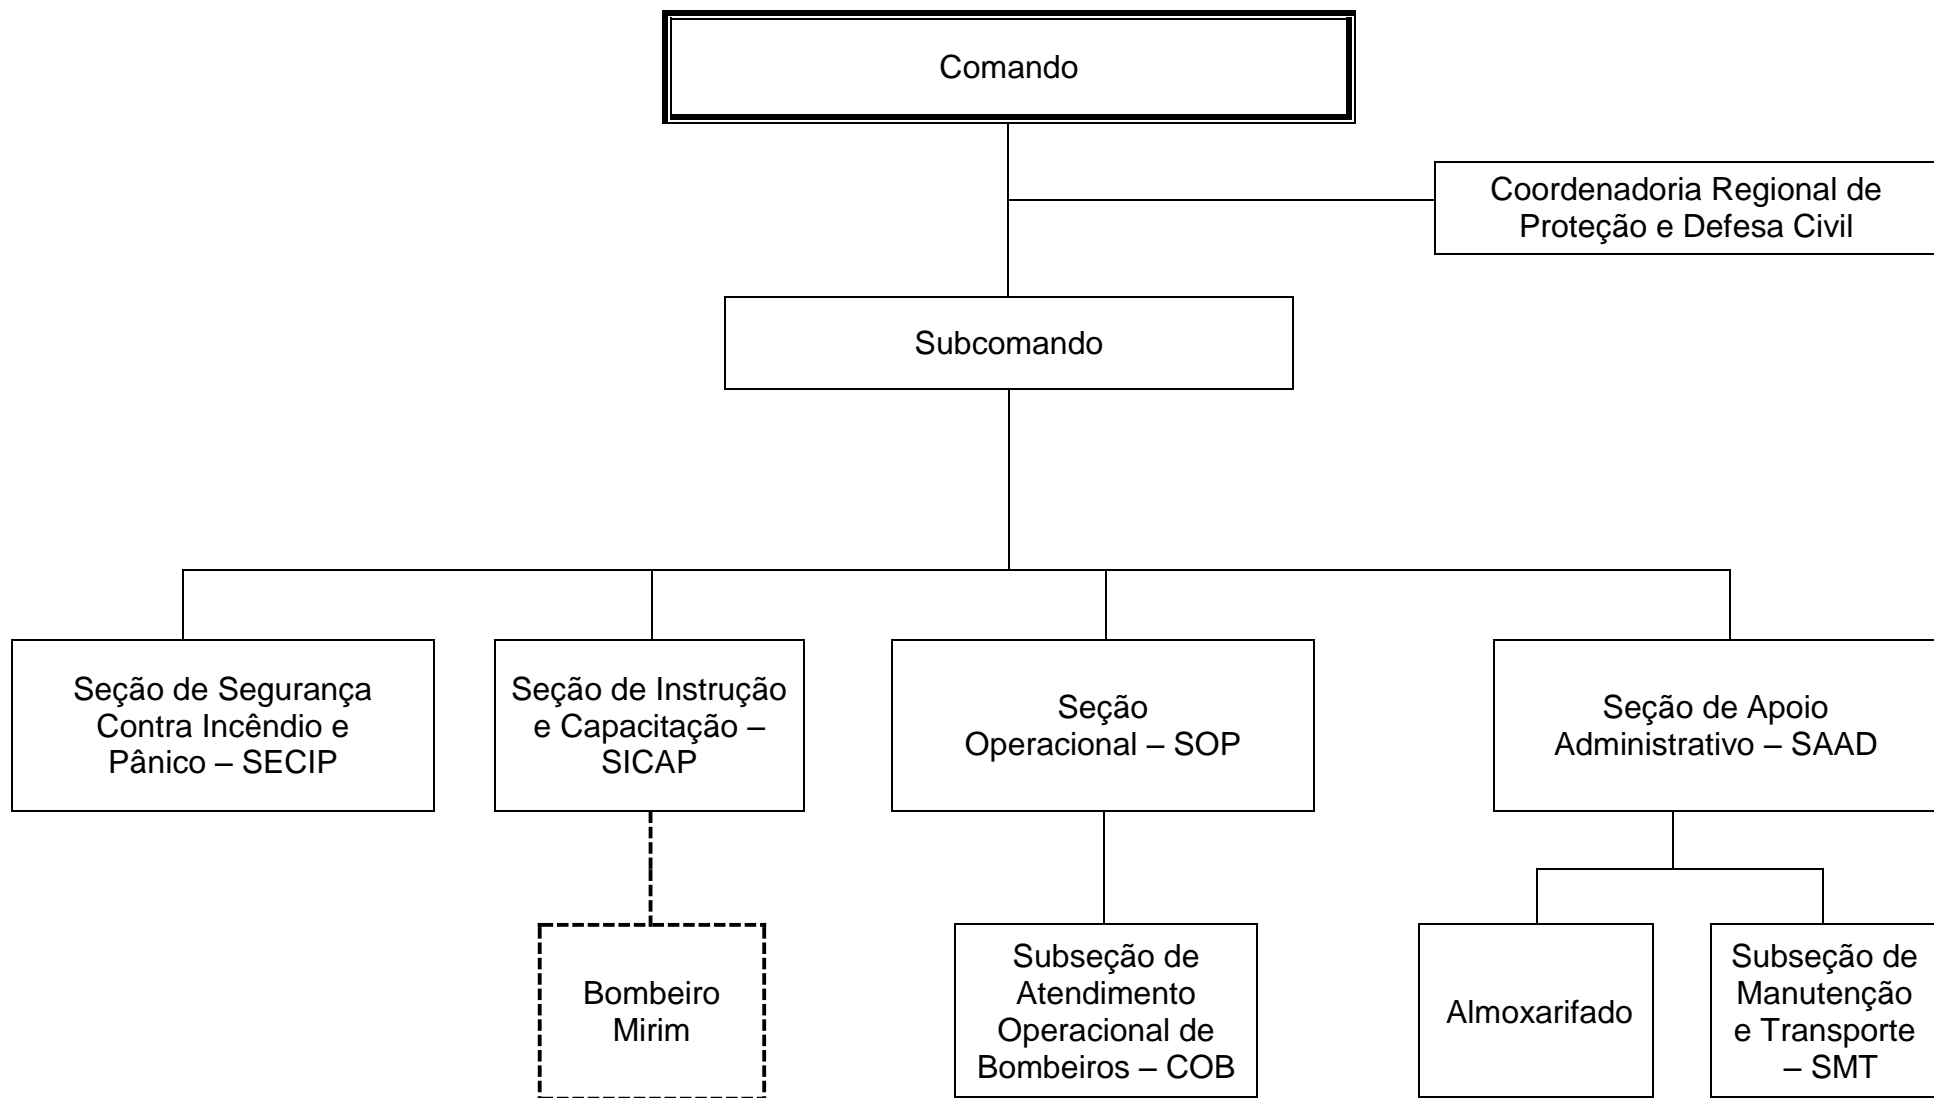 Comando
Coordenadoria Regional de
Proteção e Defesa Civil
Subcomando
Seção de Segurança
Contra Incêndio e
Pânico – SECIP
Seção de Instrução
e Capacitação –
SICAP
Seção
Operacional – SOP
Seção de Apoio
Administrativo – SAAD
Bombeiro
Mirim
Subseção de
Atendimento
Operacional de
Bombeiros – COB
Almoxarifado
Subseção de
Manutenção
e Transporte
– SMT